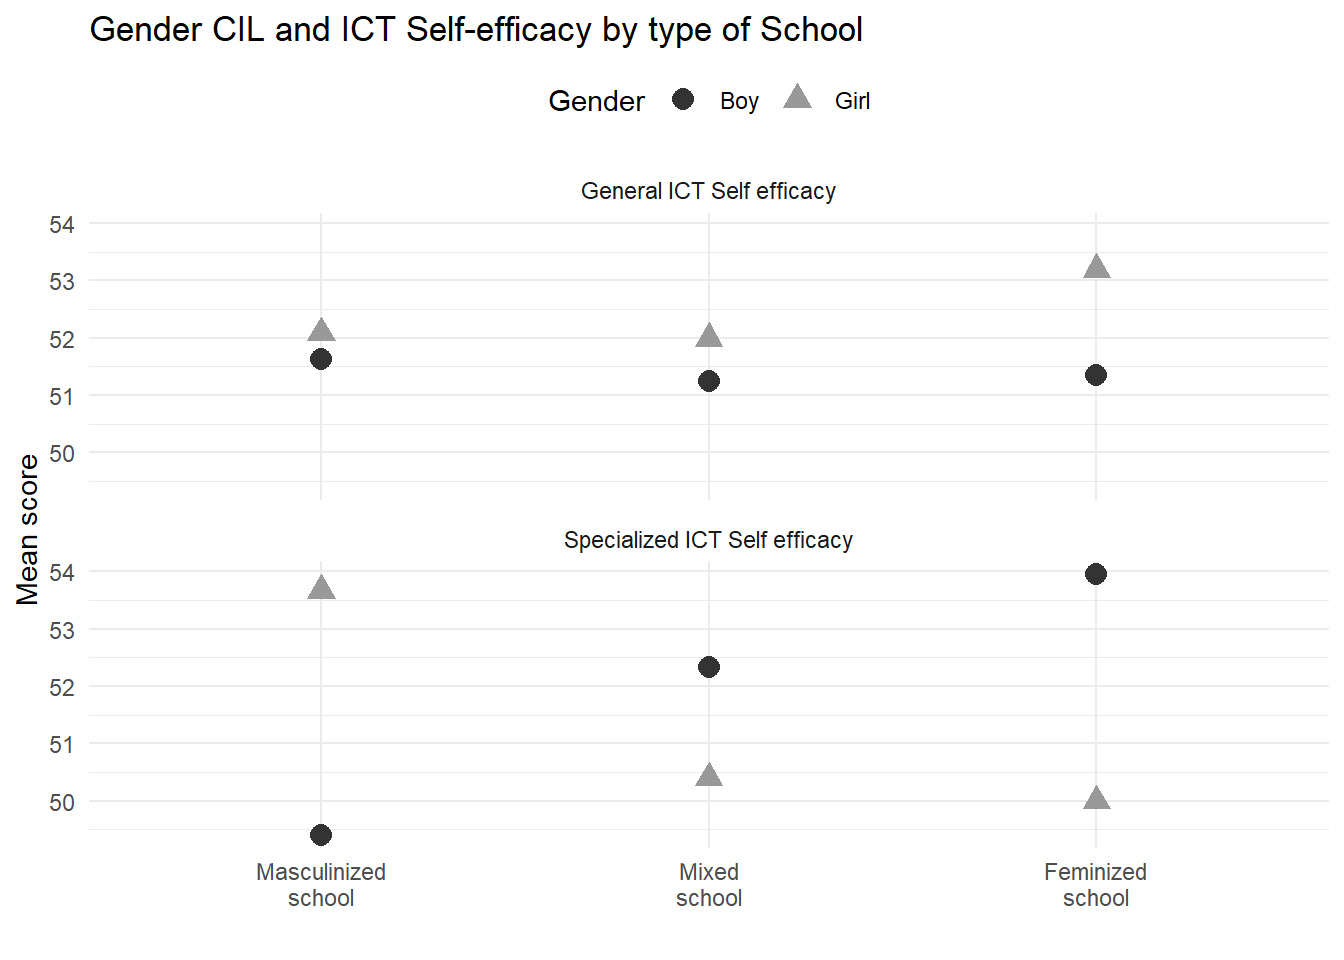 Gender CIL and ICT Self-efficacy by type of School
Gender Boy Girl
General ICT Self efficacy
54
53
52
51
50
Mean score
Specialized ICT Self efficacy
54
53
52
51
50
Masculinized
school
Mixed
school
Feminized
school